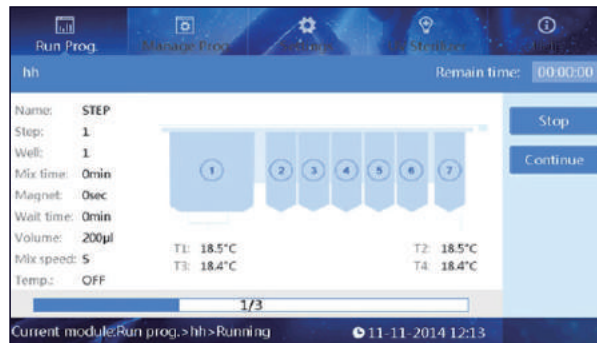 Run Prog.
Manage Prog.
UV Sterilize
hh
Remain time: 00:00:00
Name: STEP
Step: 1
Well: 1
Mix time: 0min
Magnet: 0sec
Wait time: 0min
Volume: 200μl
Mix speed: 5
Temp.: OFF
1 2 3 4 5 6 7
T1: 18.5°C T2: 18.5°C
T3: 18.4°C T4: 18.4°C
Stop
Continue
1/3
Current module:Run prog.>hh>Running 11-11-2014 12:13